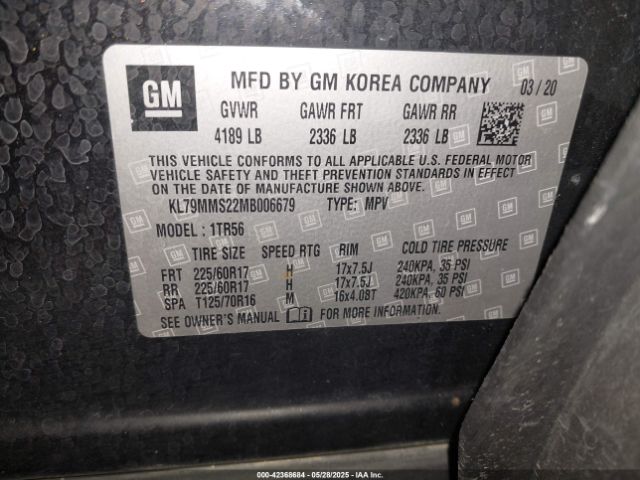 GM
MFD BY GM KOREA COMPANY 03/20
GVWR GAWR FRT GAWR RR
4189 LB 2336 LB 2336 LB
THIS VEHICLE CONFORMS TO ALL APPLICABLE U.S. FEDERAL MOTOR
VEHICLE SAFETY AND THEFT PREVENTION STANDARDS IN EFFECT
ON THE DATE OF MANUFACTURE SHOWN ABOVE.
KL79MMS22MB006679 TYPE: MPV
MODEL : 1TR56
TIRE SIZE SPEED RTG RIM COLD TIRE PRESSURE
FRT 225/60R17 H 17x7.5J 240KPA, 35 PSI
RR 225/60R17 H 17x7.5J 240KPA, 35 PSI
SPA T125/70R16 M 16x4.0BT 420KPA, 60 PSI
SEE OWNER'S MANUAL FOR MORE INFORMATION.
000-42368684 | 05/28/2025 - IAA Inc.